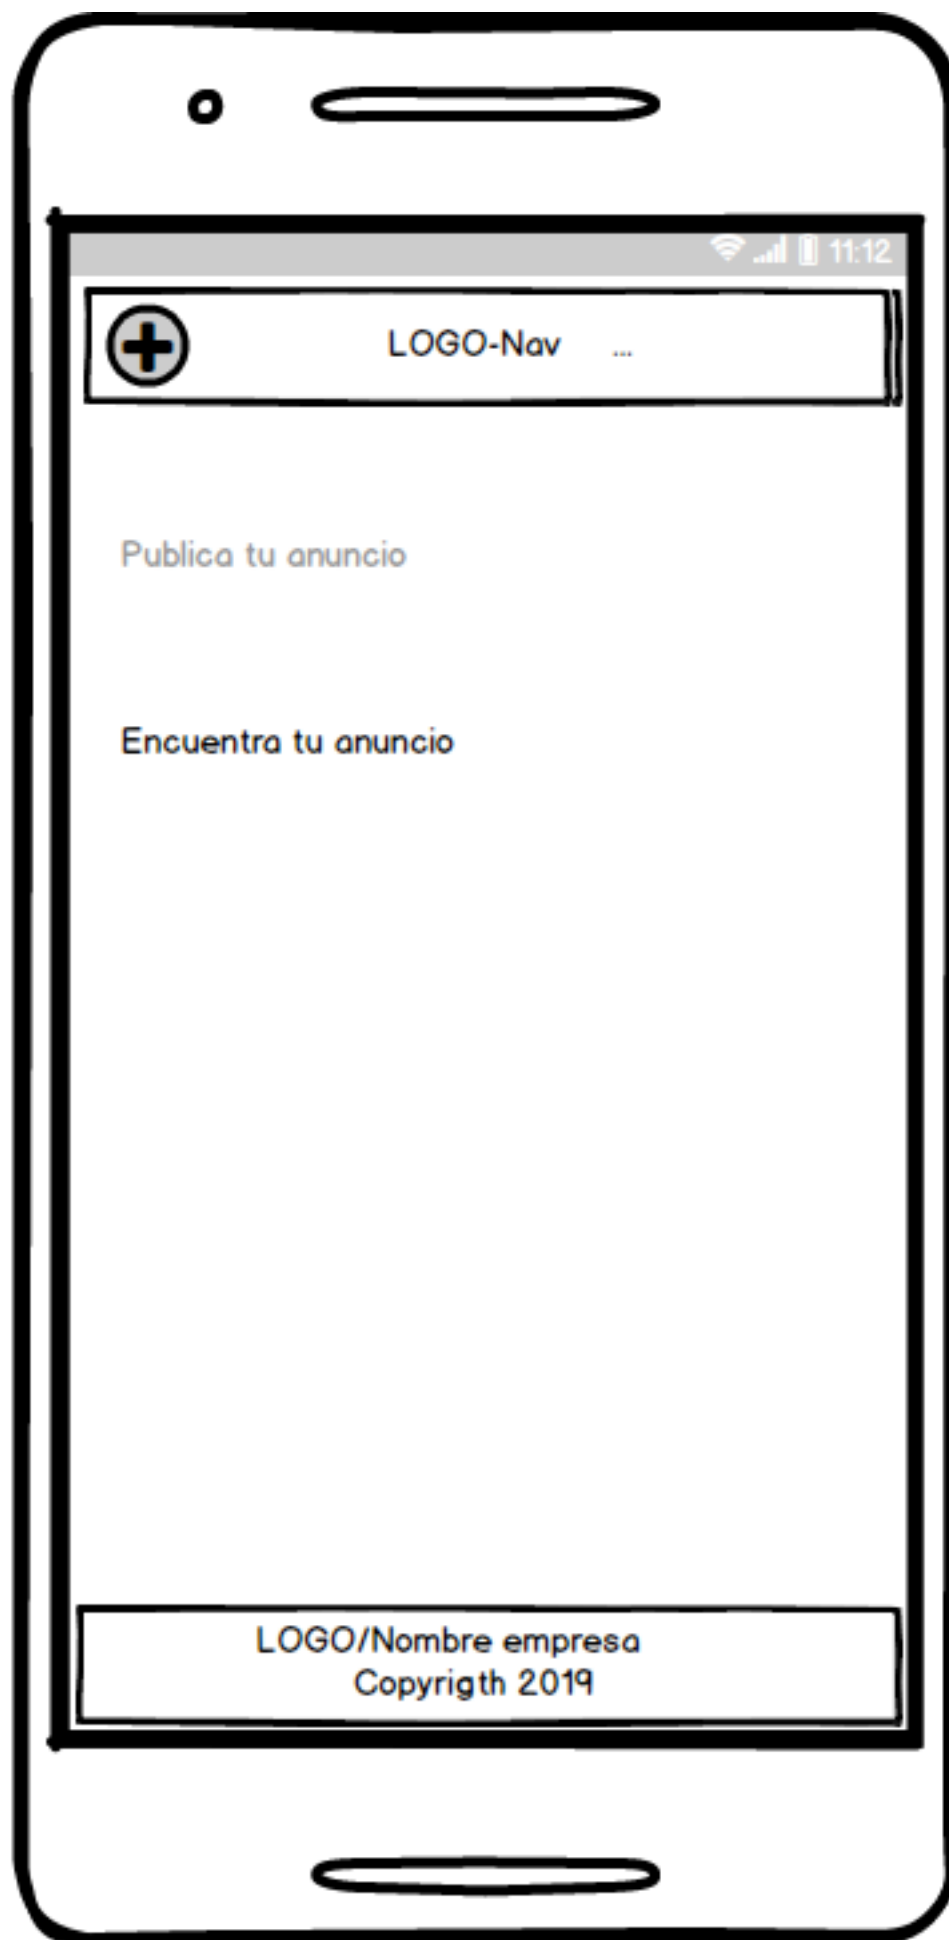 11:12
LOGO-Nav ...
Publica tu anuncio
Encuentra tu anuncio
LOGO/Nombre empresa
Copyrigth 2019